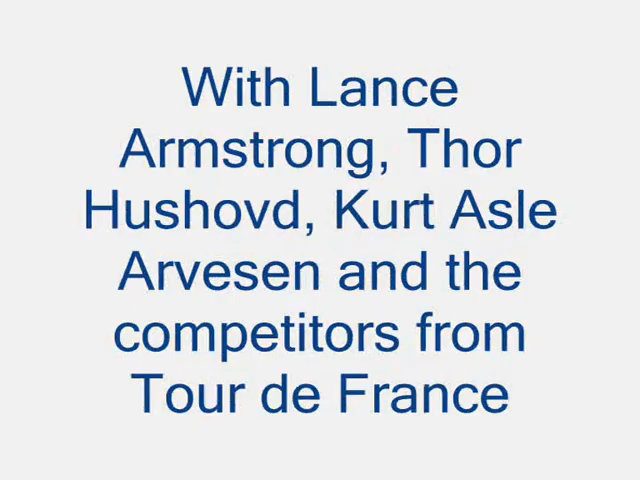 With Lance
Armstrong, Thor
Hushovd, Kurt Asle
Arvesen and the
competitors from
Tour de France